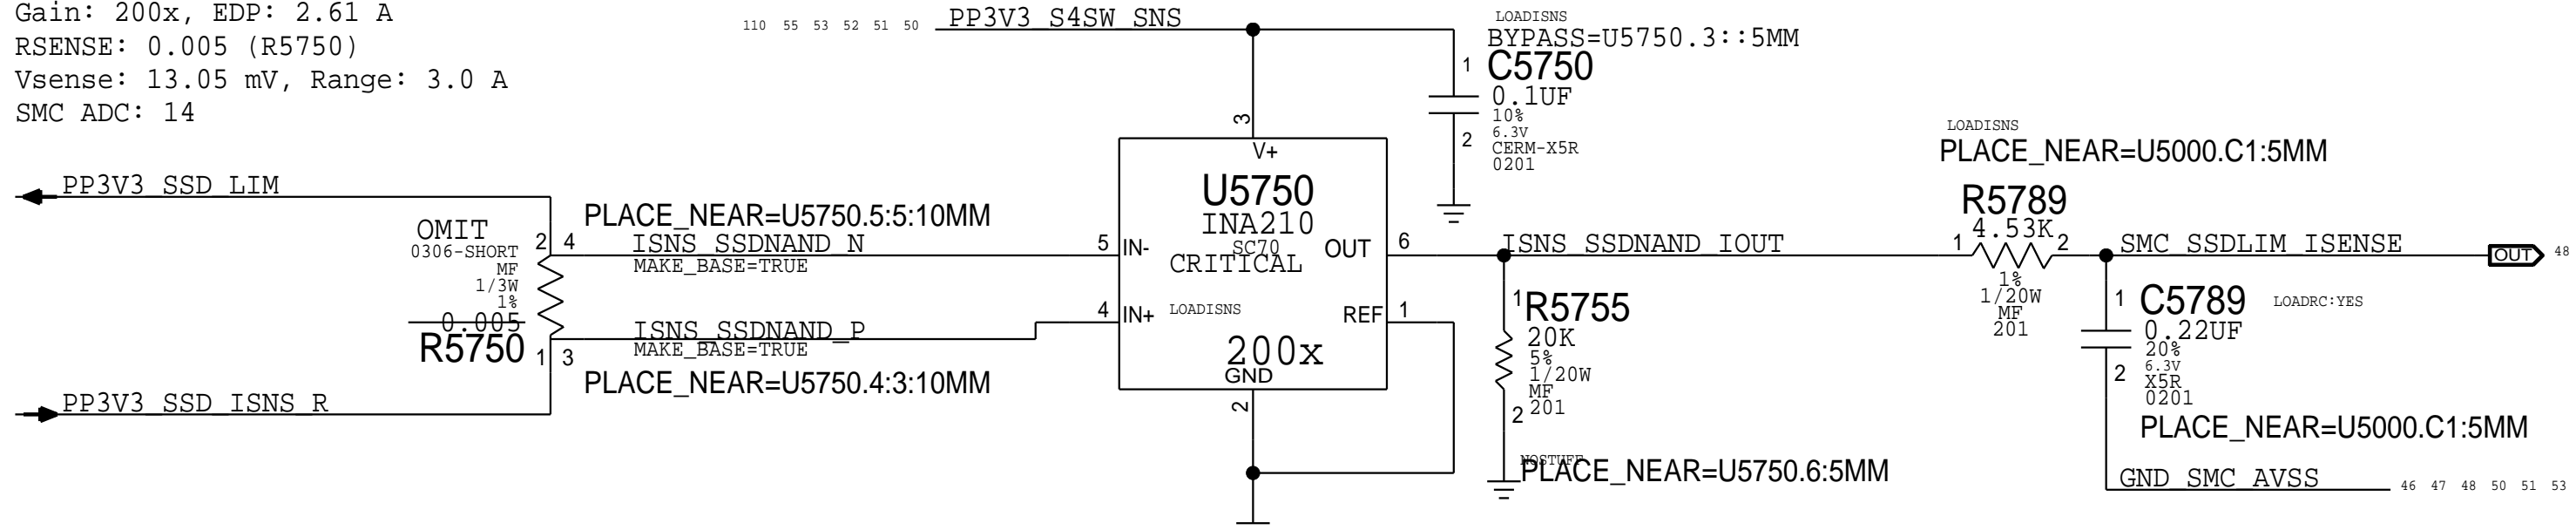 Gain: 200x, EDP: 2.61 A
RSENSE: 0.005 (R5750)
Vsense: 13.05 mV, Range: 3.0 A
SMC ADC: 14
110 55 53 52 51 50
PP3V3_S4SW_SNS
LOADISNS
BYPASS=U5750.3::5MM
1
C5750
0.1UF
10%
6.3V
CERM-X5R
0201
2
3
V+
U5750
INA210
SC70
CRITICAL
LOADISNS
200x
GND
2
5
IN-
4
IN+
OUT
6
REF
1
PP3V3_SSD_LIM
OMIT
0306-SHORT
MF
1/3W
1%
0.005
R5750
2
4
1
3
PLACE_NEAR=U5750.5:5:10MM
ISNS_SSDNAND_N
MAKE_BASE=TRUE
ISNS_SSDNAND_P
MAKE_BASE=TRUE
PLACE_NEAR=U5750.4:3:10MM
PP3V3_SSD_ISNS_R
ISNS_SSDNAND_IOUT
1
R5755
20K
5%
1/20W
MF
201
2
NOSTUFF
PLACE_NEAR=U5750.6:5MM
LOADISNS
PLACE_NEAR=U5000.C1:5MM
R5789
4.53K
1
2
1%
1/20W
MF
201
SMC_SSDLIM_ISENSE
OUT
48
1
C5789
LOADRC:YES
0.22UF
20%
6.3V
X5R
0201
2
PLACE_NEAR=U5000.C1:5MM
GND_SMC_AVSS
46 47 48 50 51 53